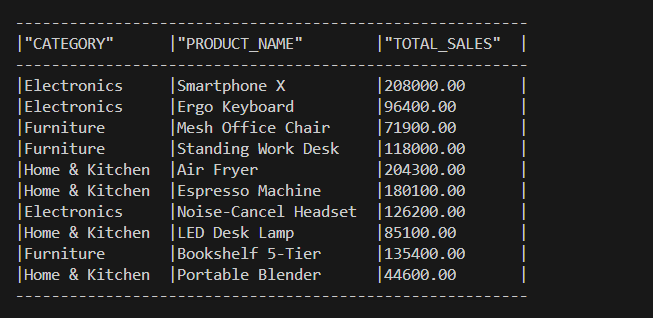 ---------------------------------------------------------
|"CATEGORY"      |"PRODUCT_NAME"        |"TOTAL_SALES"  |
---------------------------------------------------------
|Electronics     |Smartphone X          |208000.00      |
|Electronics     |Ergo Keyboard         |96400.00       |
|Furniture       |Mesh Office Chair     |71900.00       |
|Furniture       |Standing Work Desk    |118000.00      |
|Home & Kitchen  |Air Fryer             |204300.00      |
|Home & Kitchen  |Espresso Machine      |180100.00      |
|Electronics     |Noise-Cancel Headset  |126200.00      |
|Home & Kitchen  |LED Desk Lamp         |85100.00       |
|Furniture       |Bookshelf 5-Tier      |135400.00      |
|Home & Kitchen  |Portable Blender      |44600.00       |
---------------------------------------------------------